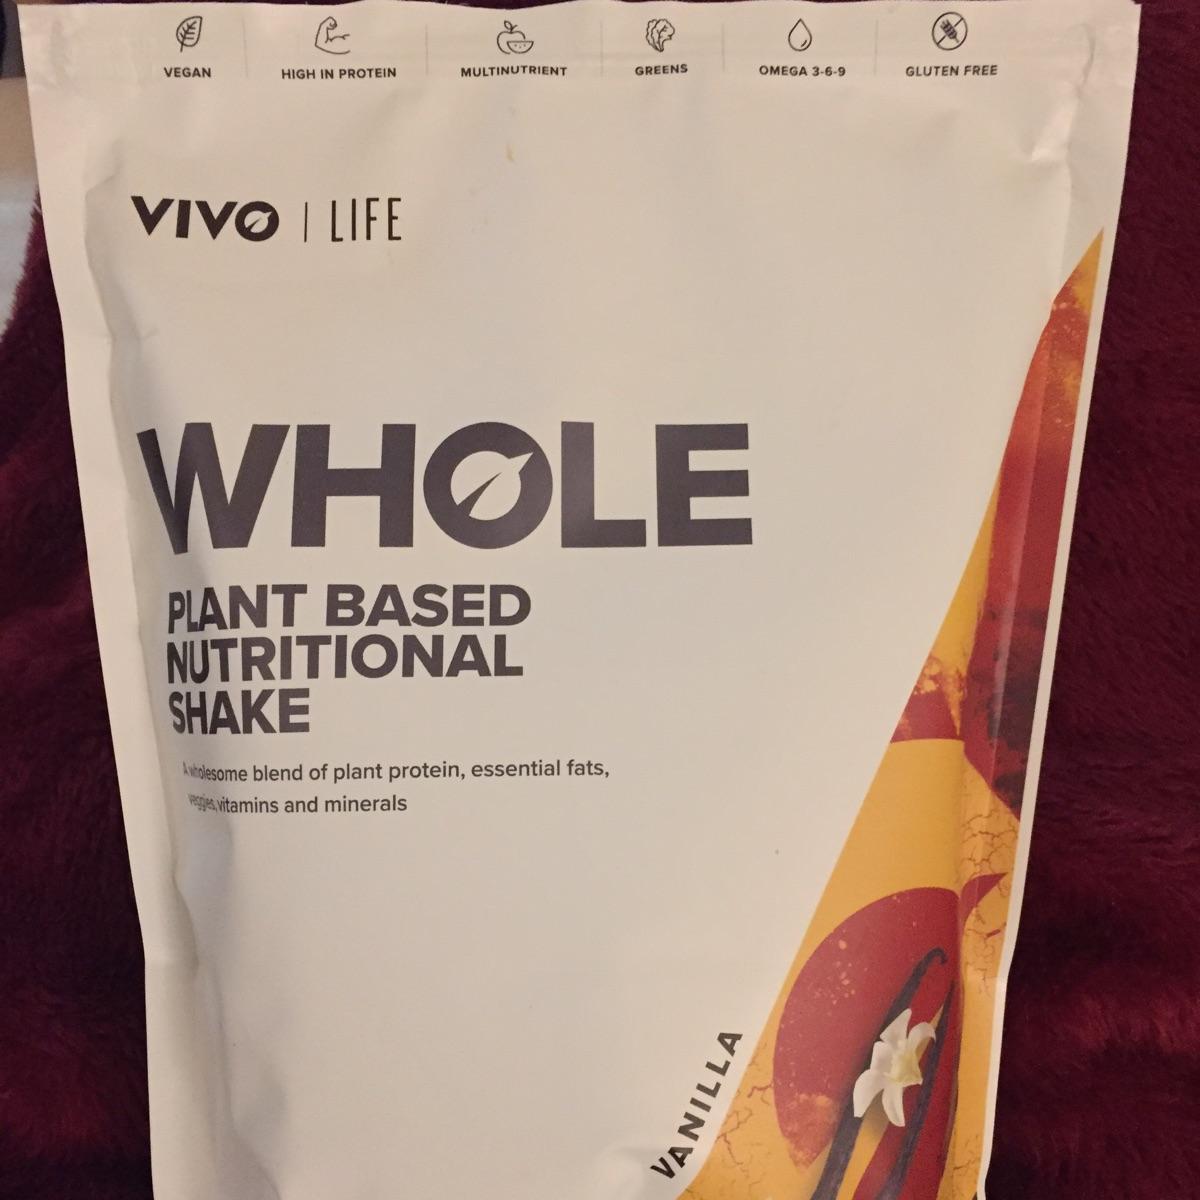 VEGAN HIGH IN PROTEIN MULTINUTRIENT GREENS OMEGA 3-6-9 GLUTEN FREE
VIVO | LIFE
WHOLE
PLANT BASED
NUTRITIONAL
SHAKE
A wholesome blend of plant protein, essential fats,
veggies, vitamins and minerals
VANILLA